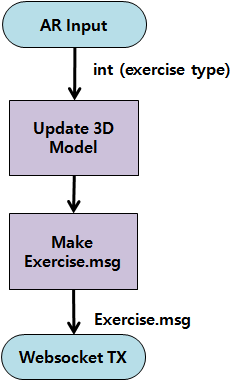 AR Input
int (exercise type)
Update 3D
Model
Make
Exercise.msg
Exercise.msg
Websocket TX